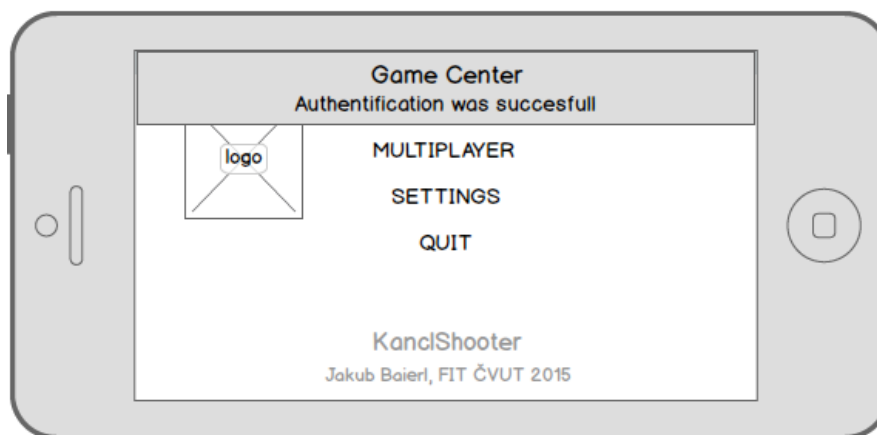 Game Center
Authentification was succesfull
logo
MULTIPLAYER
SETTINGS
QUIT
KanclShooter
Jakub Baierl, FIT ČVUT 2015